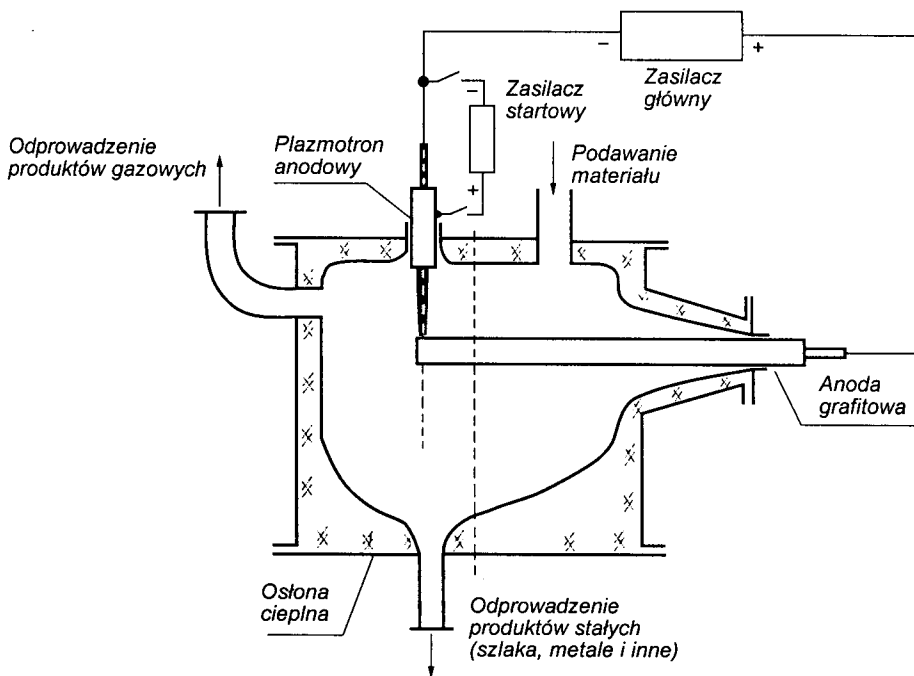 −
+
Zasilacz
główny
−
Zasilacz
startowy
+
Odprowadzenie
produktów gazowych
Plazmotron
anodowy
Podawanie
materiału
Anoda
grafitowa
Osłona
cieplna
Odprowadzenie
produktów stałych
(szlaka, metale i inne)